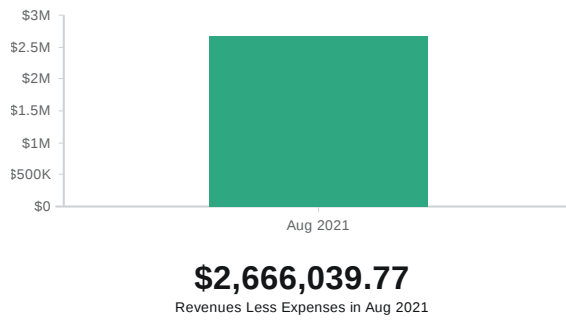 $3M
$2.5M
$2M
$1.5M
$1M
$500K
$0
Aug 2021
$2,666,039.77
Revenues Less Expenses in Aug 2021